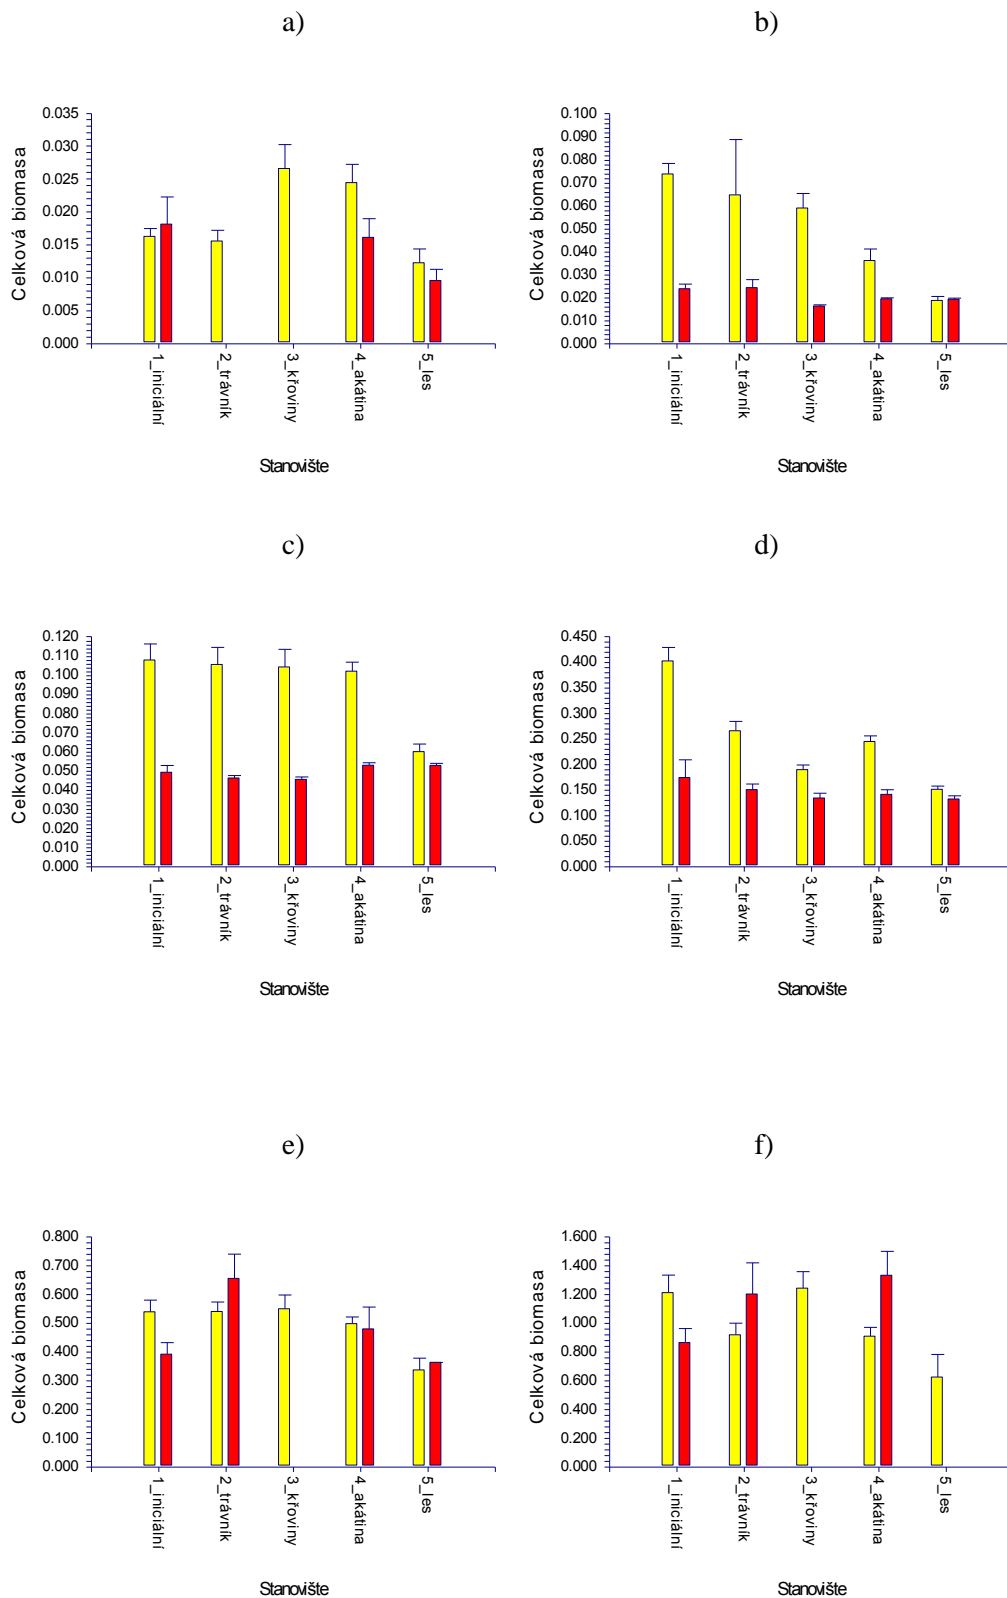 a)
Celková biomasa
0.035
0.030
0.025
0.020
0.015
0.010
0.005
0.000
1_iniciální
2_trávník
3_křoviny
4_akátina
5_les
Stanovište
b)
Celková biomasa
0.100
0.090
0.080
0.070
0.060
0.050
0.040
0.030
0.020
0.010
0.000
1_iniciální
2_trávník
3_křoviny
4_akátina
5_les
Stanovište
c)
Celková biomasa
0.120
0.110
0.100
0.090
0.080
0.070
0.060
0.050
0.040
0.030
0.020
0.010
0.000
1_iniciální
2_trávník
3_křoviny
4_akátina
5_les
Stanovište
d)
Celková biomasa
0.450
0.400
0.350
0.300
0.250
0.200
0.150
0.100
0.050
0.000
1_iniciální
2_trávník
3_křoviny
4_akátina
5_les
Stanovište
e)
Celková biomasa
0.800
0.700
0.600
0.500
0.400
0.300
0.200
0.100
0.000
1_iniciální
2_trávník
3_křoviny
4_akátina
5_les
Stanovište
f)
Celková biomasa
1.600
1.400
1.200
1.000
0.800
0.600
0.400
0.200
0.000
1_iniciální
2_trávník
3_křoviny
4_akátina
5_les
Stanovište